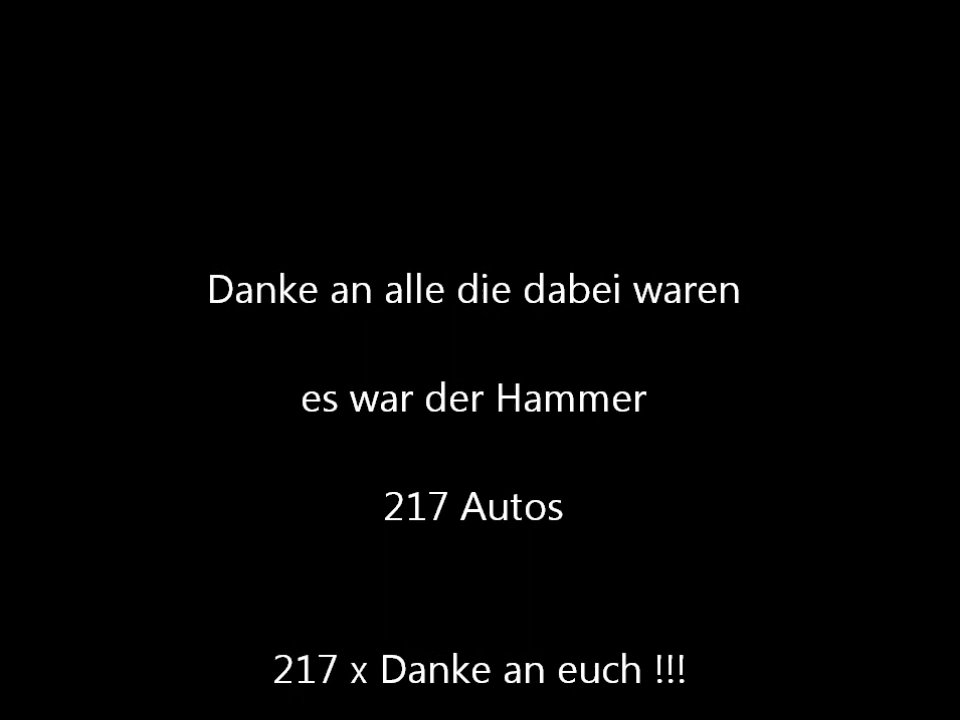 Danke an alle die dabei waren
es war der Hammer
217 Autos
217 x Danke an euch !!!